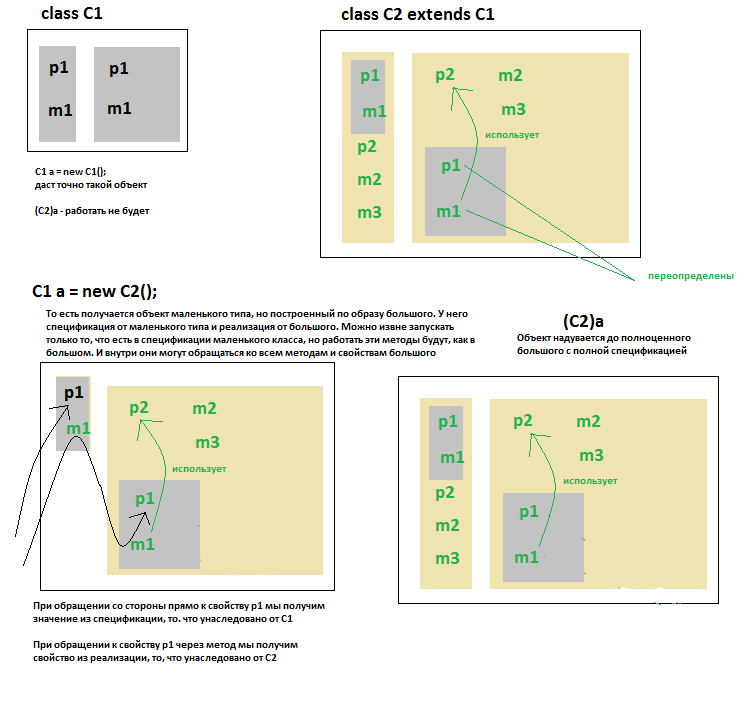 class C1
p1
p1
m1
m1
C1 a = new C1();
даст точно такой объект
(C2)a - работать не будет
class C2 extends C1
p1
m1
p2
m2
m3
p2
m2
m3
использует
p1
m1
переопределены
C1 a = new C2();
То есть получается объект маленького типа, но построенный по образу большого. У него
спецификация от маленького типа и реализация от большого. Можно извне запускать
только то, что есть в спецификации маленького класса, но работать эти методы будут, как в
большом. И внутри они могут обращаться ко всем методам и свойствам большого
p1
m1
p2
m2
m3
использует
p1
m1
При обращении со стороны прямо к свойству p1 мы получим
значение из спецификации, то. что унаследовано от C1
При обращении к свойству p1 через метод мы получим
свойство из реализации, то, что унаследовано от C2
(C2)a
Объект надувается до полноценного
большого с полной спецификацией
p1
m1
p2
m2
m3
p2
m2
m3
использует
p1
m1